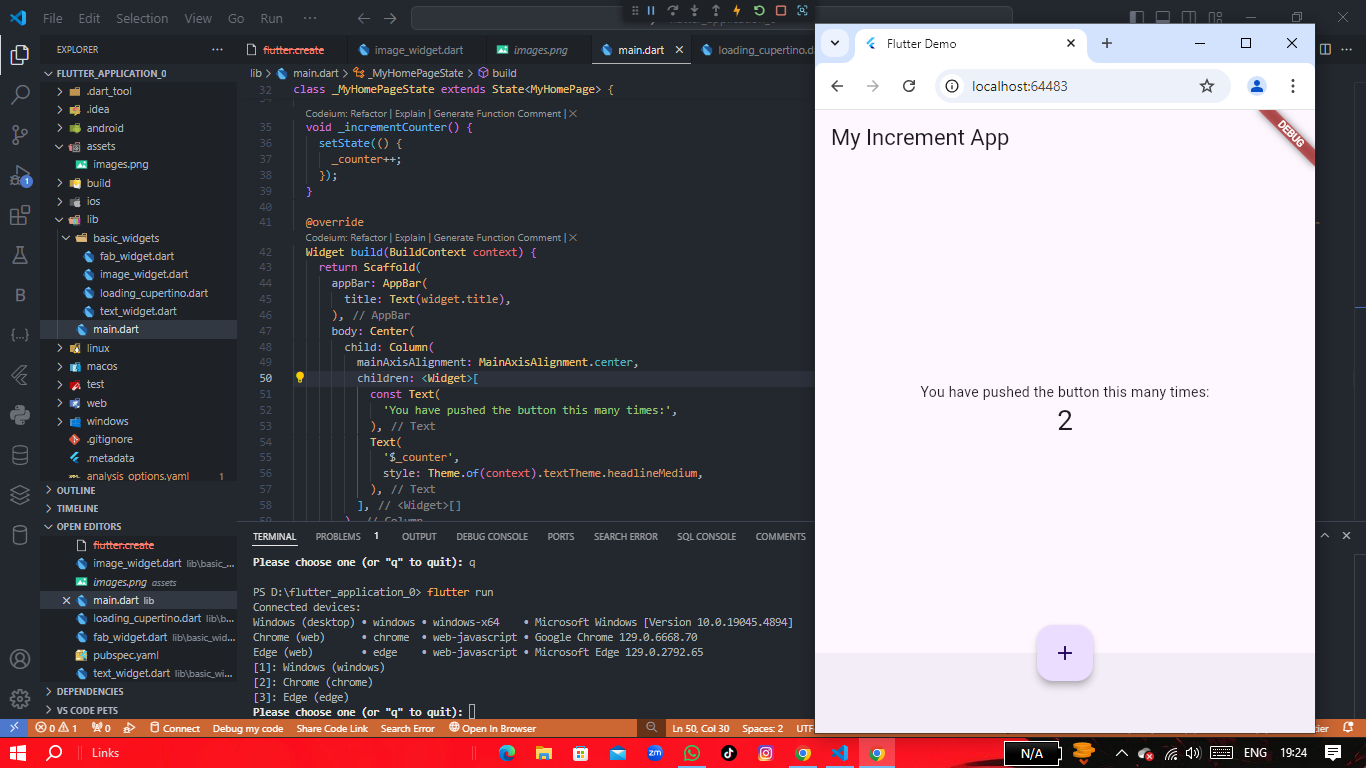 File Edit Selection View Go Run ···
EXPLORER
FLUTTER_APPLICATION_0
.dart_tool
.idea
android
assets
images.png
build
ios
lib
basic_widgets
fab_widget.dart
image_widget.dart
loading_cupertino.dart
text_widget.dart
main.dart
linux
macos
test
web
windows
.gitignore
.metadata
analysis_options.yaml 1
OUTLINE
TIMELINE
OPEN EDITORS
flutter.create
image_widget.dart lib\basic_...
images.png assets
main.dart lib
loading_cupertino.dart lib\b...
fab_widget.dart lib\basic_wid...
pubspec.yaml
text_widget.dart lib\basic_wi...
DEPENDENCIES
VS CODE PETS
flutter.create image_widget.dart images.png main.dart loading_cupertino.d
lib > main.dart > _MyHomePageState > build
32 class _MyHomePageState extends State<MyHomePage> {
Codeium: Refactor | Explain | Generate Function Comment | ×
35 void _incrementCounter() {
36 setState(() {
37 _counter++;
38 });
39 }
40
41 @override
Codeium: Refactor | Explain | Generate Function Comment | ×
42 Widget build(BuildContext context) {
43 return Scaffold(
44 appBar: AppBar(
45 title: Text(widget.title),
46 ), // AppBar
47 body: Center(
48 child: Column(
49 mainAxisAlignment: MainAxisAlignment.center,
50 children: <Widget>[
51 const Text(
52 'You have pushed the button this many times:',
53 ), // Text
54 Text(
55 '$_counter',
56 style: Theme.of(context).textTheme.headlineMedium,
57 ), // Text
58 ], // <Widget>[]
59 ), // Column
TERMINAL PROBLEMS 1 OUTPUT DEBUG CONSOLE PORTS SEARCH ERROR SQL CONSOLE COMMENTS
Please choose one (or "q" to quit): q
PS D:\flutter_application_0> flutter run
Connected devices:
Windows (desktop) • windows • windows-x64 • Microsoft Windows [Version 10.0.19045.4894]
Chrome (web) • chrome • web-javascript • Google Chrome 129.0.6668.70
Edge (web) • edge • web-javascript • Microsoft Edge 129.0.2792.65
[1]: Windows (windows)
[2]: Chrome (chrome)
[3]: Edge (edge)
Please choose one (or "q" to quit):
Flutter Demo
localhost:64483
DEBUG
My Increment App
You have pushed the button this many times:
2
+
1
0 1 0 Connect Debug my code Share Code Link Search Error Open In Browser Ln 50, Col 30 Spaces: 2 UTF
Links
zm
N/A
ENG 19:24